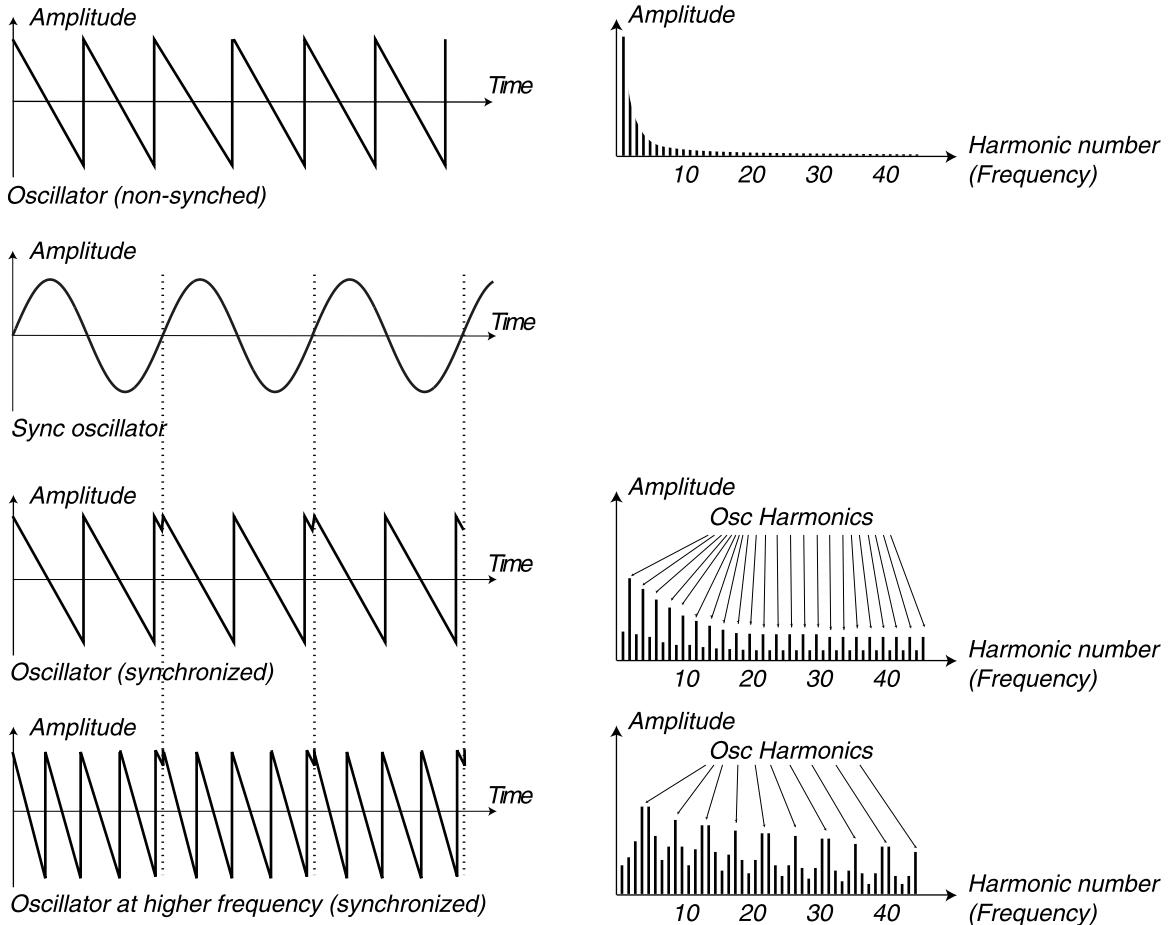 Amplitude
Time
Oscillator (non-synched)
Amplitude
Harmonic number
(Frequency)
10 20 30 40
Amplitude
Time
Sync oscillator
Amplitude
Time
Oscillator (synchronized)
Amplitude
Osc Harmonics
Harmonic number
(Frequency)
10 20 30 40
Amplitude
Time
Oscillator at higher frequency (synchronized)
Amplitude
Osc Harmonics
Harmonic number
(Frequency)
10 20 30 40